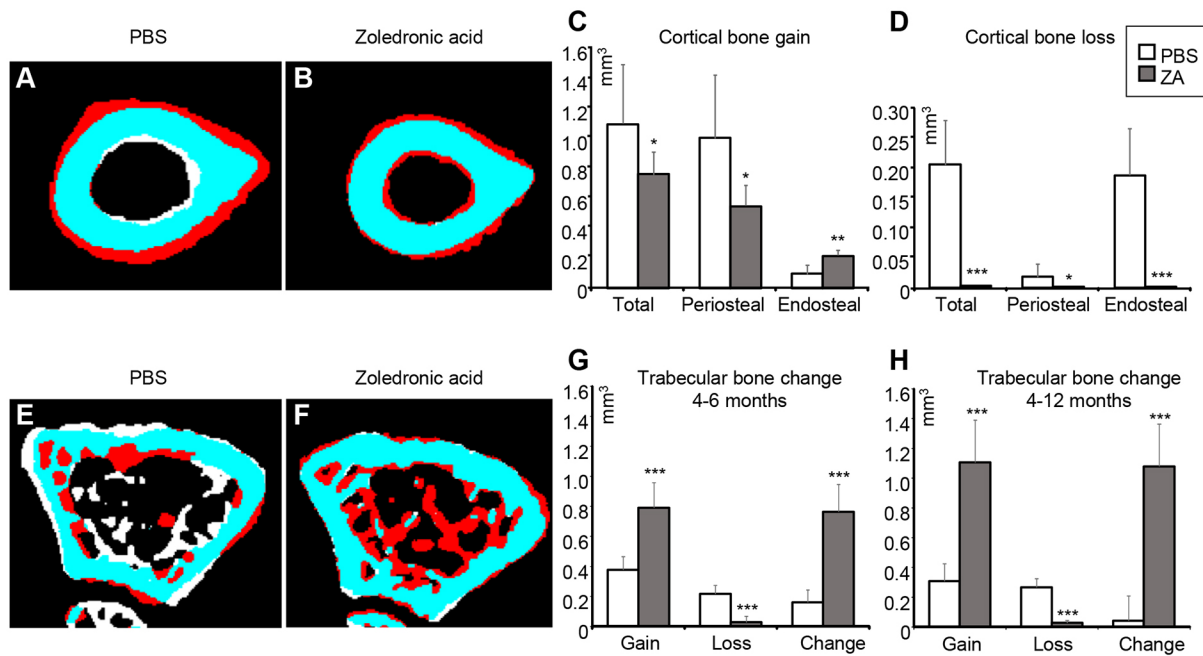 PBS
Zoledronic acid
A
B
C
Cortical bone gain
mm³
1.6
1.4
1.2
1.0
0.8
0.6
0.4
0.2
0
*
*
**
Total Periosteal Endosteal
D
Cortical bone loss
PBS
ZA
mm³
0.30
0.25
0.20
0.25
0.10
0.05
0
***
*
***
Total Periosteal Endosteal
PBS
Zoledronic acid
E
F
G
Trabecular bone change
4-6 months
mm³
1.6
1.4
1.2
1.0
0.8
0.6
0.4
0.2
0
***
***
***
Gain Loss Change
H
Trabecular bone change
4-12 months
mm³
1.6
1.4
1.2
1.0
0.8
0.6
0.4
0.2
0
***
***
***
Gain Loss Change